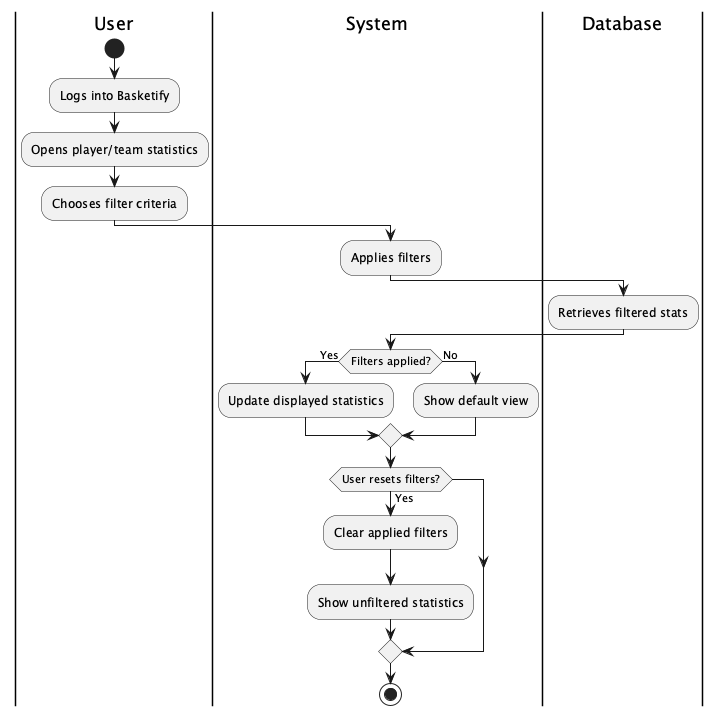 User
System
Database
Logs into Basketify
Opens player/team statistics
Chooses filter criteria
Applies filters
Retrieves filtered stats
Filters applied?
Yes
No
Update displayed statistics
Show default view
User resets filters?
Yes
Clear applied filters
Show unfiltered statistics